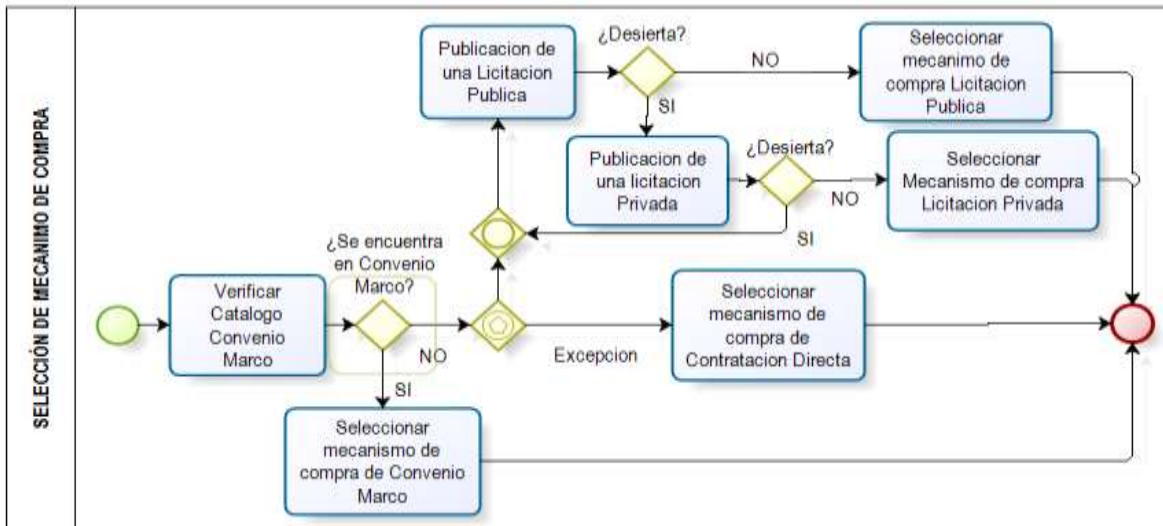 SELECCIÓN DE MECANIMO DE COMPRA
Publicacion de
una Licitacion
Publica
¿Desierta?
NO
SI
Seleccionar
mecanimo de
compra Licitacion
Publica
Publicacion de
una licitacion
Privada
¿Desierta?
NO
SI
Seleccionar
Mecanismo de compra
Licitacion Privada
Verificar
Catalogo
Convenio
Marco
¿Se encuentra
en Convenio
Marco?
NO
SI
Excepcion
Seleccionar
mecanismo de
compra de
Contratacion Directa
Seleccionar
mecanismo de
compra de Convenio
Marco